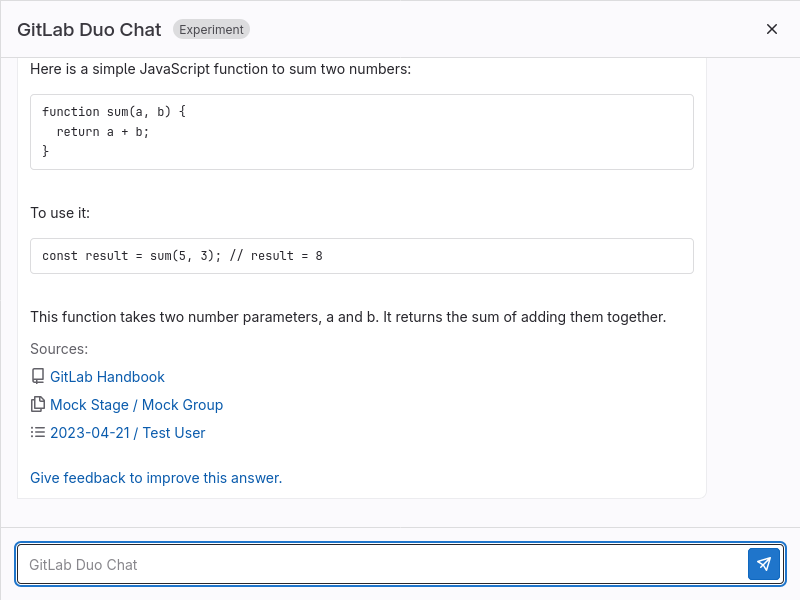 GitLab Duo Chat Experiment
Here is a simple JavaScript function to sum two numbers:
function sum(a, b) {
  return a + b;
}
To use it:
const result = sum(5, 3); // result = 8
This function takes two number parameters, a and b. It returns the sum of adding them together.
Sources:
GitLab Handbook
Mock Stage / Mock Group
2023-04-21 / Test User
Give feedback to improve this answer.
GitLab Duo Chat